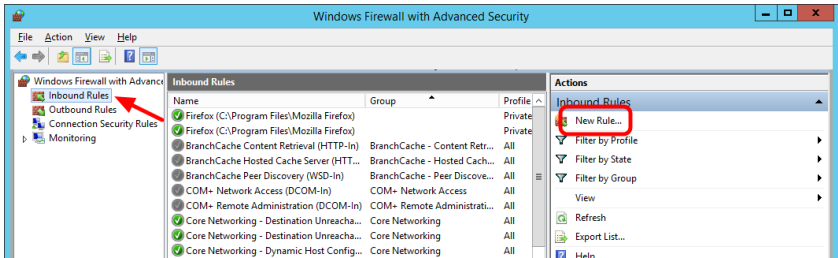 Windows Firewall with Advanced Security
File Action View Help
Windows Firewall with Advance
Inbound Rules
Outbound Rules
Connection Security Rules
Monitoring
Inbound Rules
Name Group Profile
Firefox (C:\Program Files\Mozilla Firefox) Private
Firefox (C:\Program Files\Mozilla Firefox) Private
BranchCache Content Retrieval (HTTP-In) BranchCache - Content Retr... All
BranchCache Hosted Cache Server (HTT... BranchCache - Hosted Cach... All
BranchCache Peer Discovery (WSD-In) BranchCache - Peer Discove... All
COM+ Network Access (DCOM-In) COM+ Network Access All
COM+ Remote Administration (DCOM-In) COM+ Remote Administrati... All
Core Networking - Destination Unreacha... Core Networking All
Core Networking - Destination Unreacha... Core Networking All
Core Networking - Dynamic Host Config... Core Networking All
Actions
Inbound Rules
New Rule...
Filter by Profile
Filter by State
Filter by Group
View
Refresh
Export List...
Help